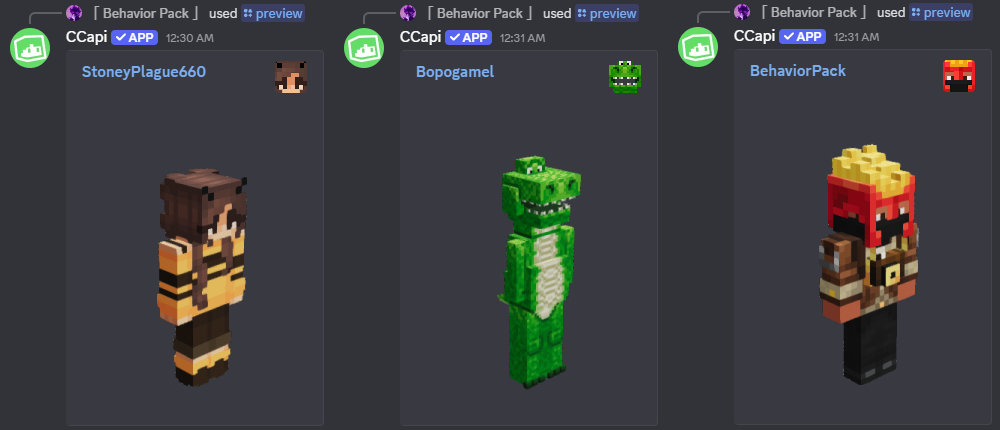 「 Behavior Pack 」 used preview
CCapi ✓ APP 12:30 AM
StoneyPlague660
「 Behavior Pack 」 used preview
CCapi ✓ APP 12:31 AM
Bopogamel
「 Behavior Pack 」 used preview
CCapi ✓ APP 12:31 AM
BehaviorPack